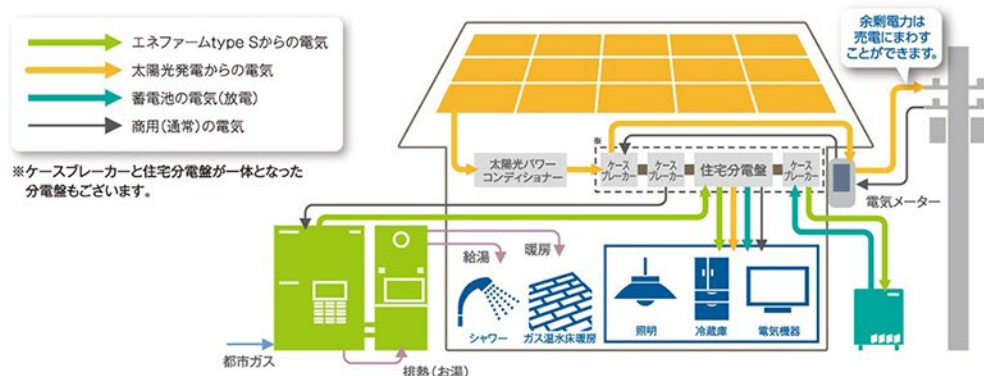 エネファームtype Sからの電気
太陽光発電からの電気
蓄電池の電気(放電)
商用(通常)の電気
※ケースブレーカーと住宅分電盤が一体となった
分電盤もございます。
余剰電力は
売電にまわす
ことができます。
太陽光パワー
コンディショナー
※
ケース
ブレーカー
ケース
ブレーカー
住宅分電盤
ケース
ブレーカー
電気メーター
給湯
暖房
シャワー
ガス温水床暖房
照明
冷蔵庫
電気機器
都市ガス
排熱(お湯)